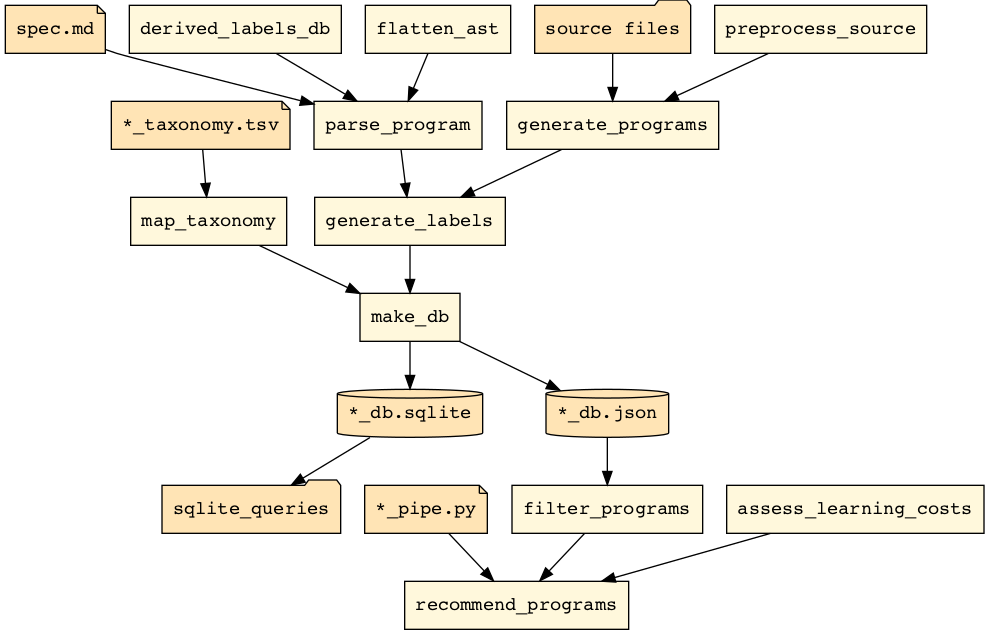 spec.md
derived_labels_db
flatten_ast
source files
preprocess_source
*_taxonomy.tsv
parse_program
generate_programs
map_taxonomy
generate_labels
make_db
*_db.sqlite
*_db.json
sqlite_queries
*_pipe.py
filter_programs
assess_learning_costs
recommend_programs